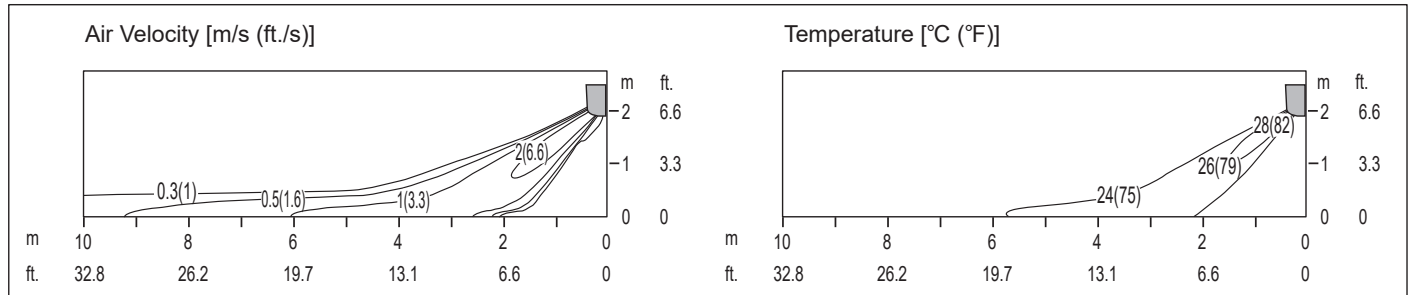 Air Velocity [m/s (ft./s)]
m ft.
2 6.6
2(6.6)
1 3.3
0.3(1)
0.5(1.6)
1(3.3)
0 0
m 10 8 6 4 2 0
ft. 32.8 26.2 19.7 13.1 6.6 0
Temperature [℃ (℉)]
m ft.
2 6.6
28(82)
26(79)
1 3.3
24(75)
0 0
m 10 8 6 4 2 0
ft. 32.8 26.2 19.7 13.1 6.6 0